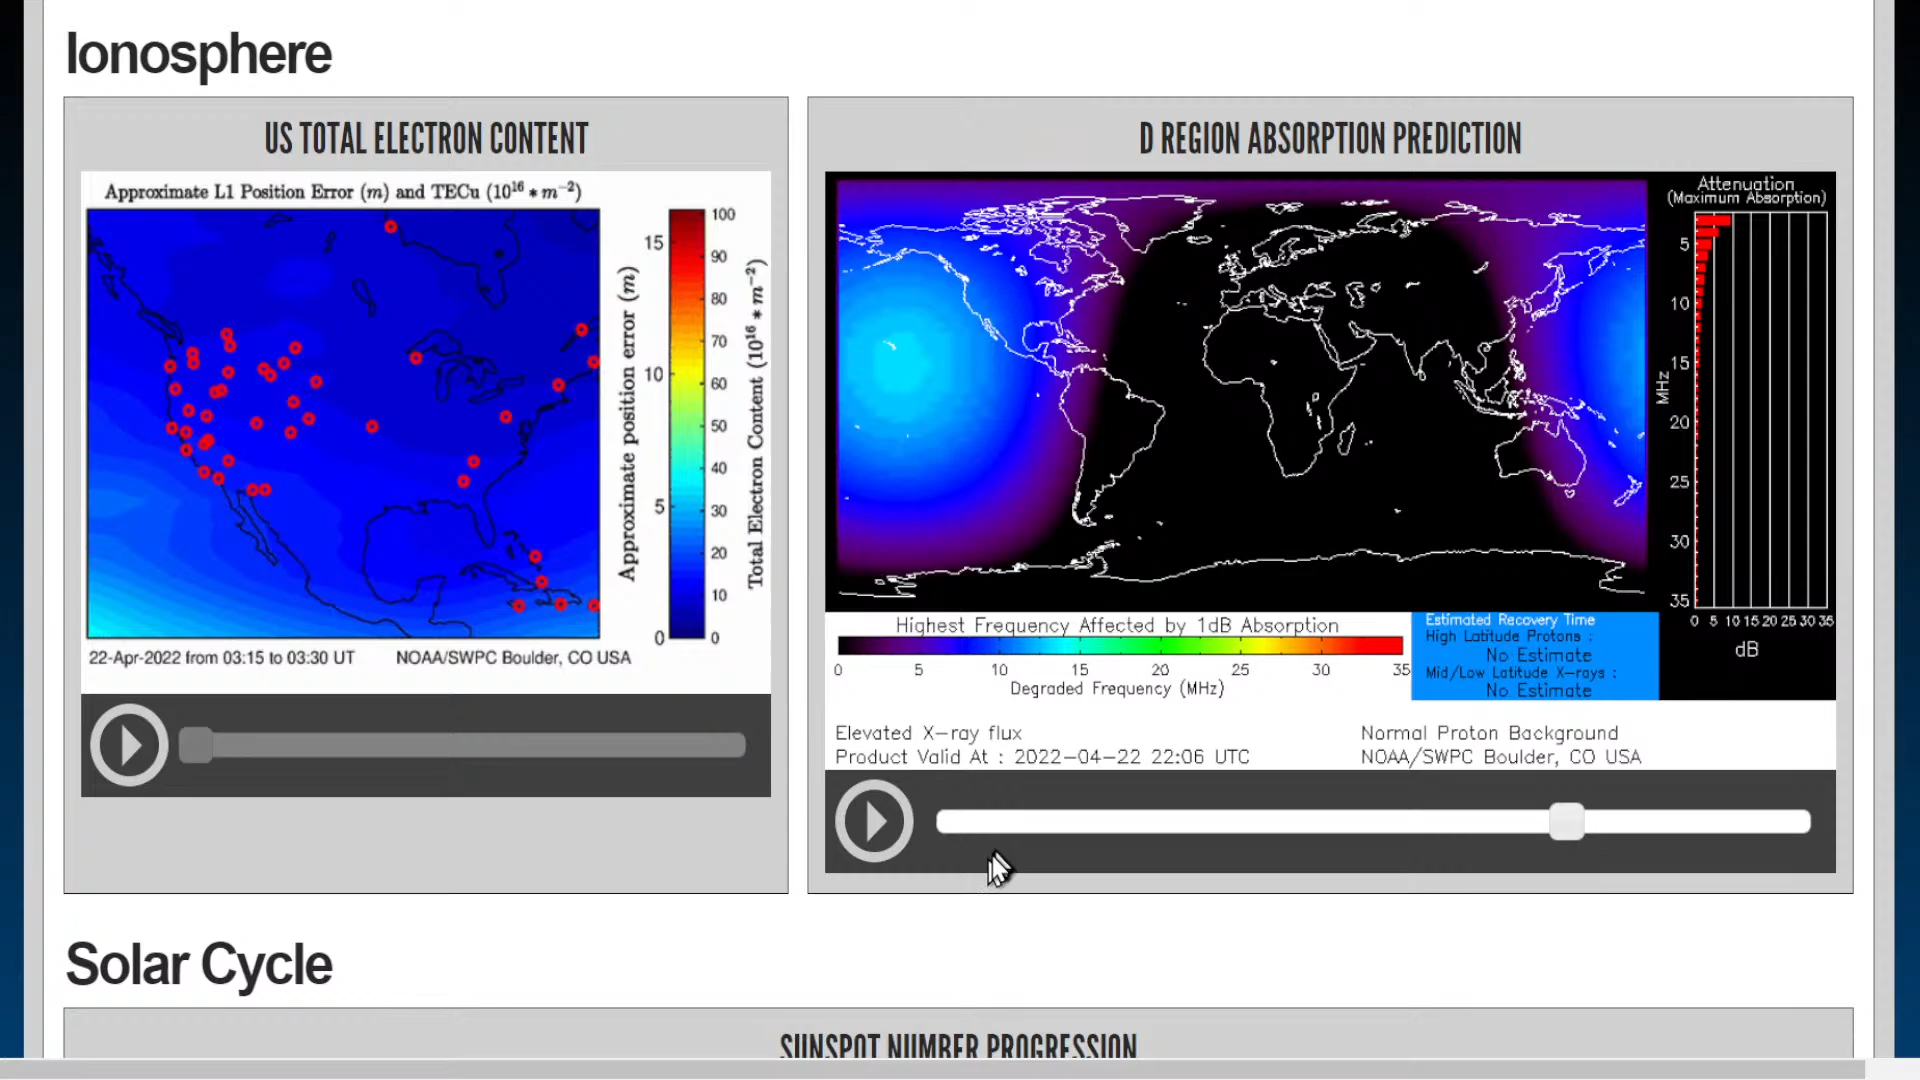 Ionosphere
US TOTAL ELECTRON CONTENT
Approximate L1 Position Error (m) and TECu (10^16 * m^-2)
15
10
5
0
Approximate position error (m)
100
90
80
70
60
50
40
30
20
10
0
Total Electron Content (10^16 * m^-2)
22-Apr-2022 from 03:15 to 03:30 UT NOAA/SWPC Boulder, CO USA
D REGION ABSORPTION PREDICTION
Attenuation
(Maximum Absorption)
5
10
15
20
25
30
35
MHz
0 5 10 15 20 25 30 35
dB
Highest Frequency Affected by 1dB Absorption
0 5 10 15 20 25 30 35
Degraded Frequency (MHz)
Estimated Recovery Time
High Latitude Protons :
No Estimate
Mid/Low Latitude X-rays :
No Estimate
Elevated X-ray flux Normal Proton Background
Product Valid At : 2022-04-22 22:06 UTC NOAA/SWPC Boulder, CO USA
Solar Cycle
SUNSPOT NUMBER PROGRESSION